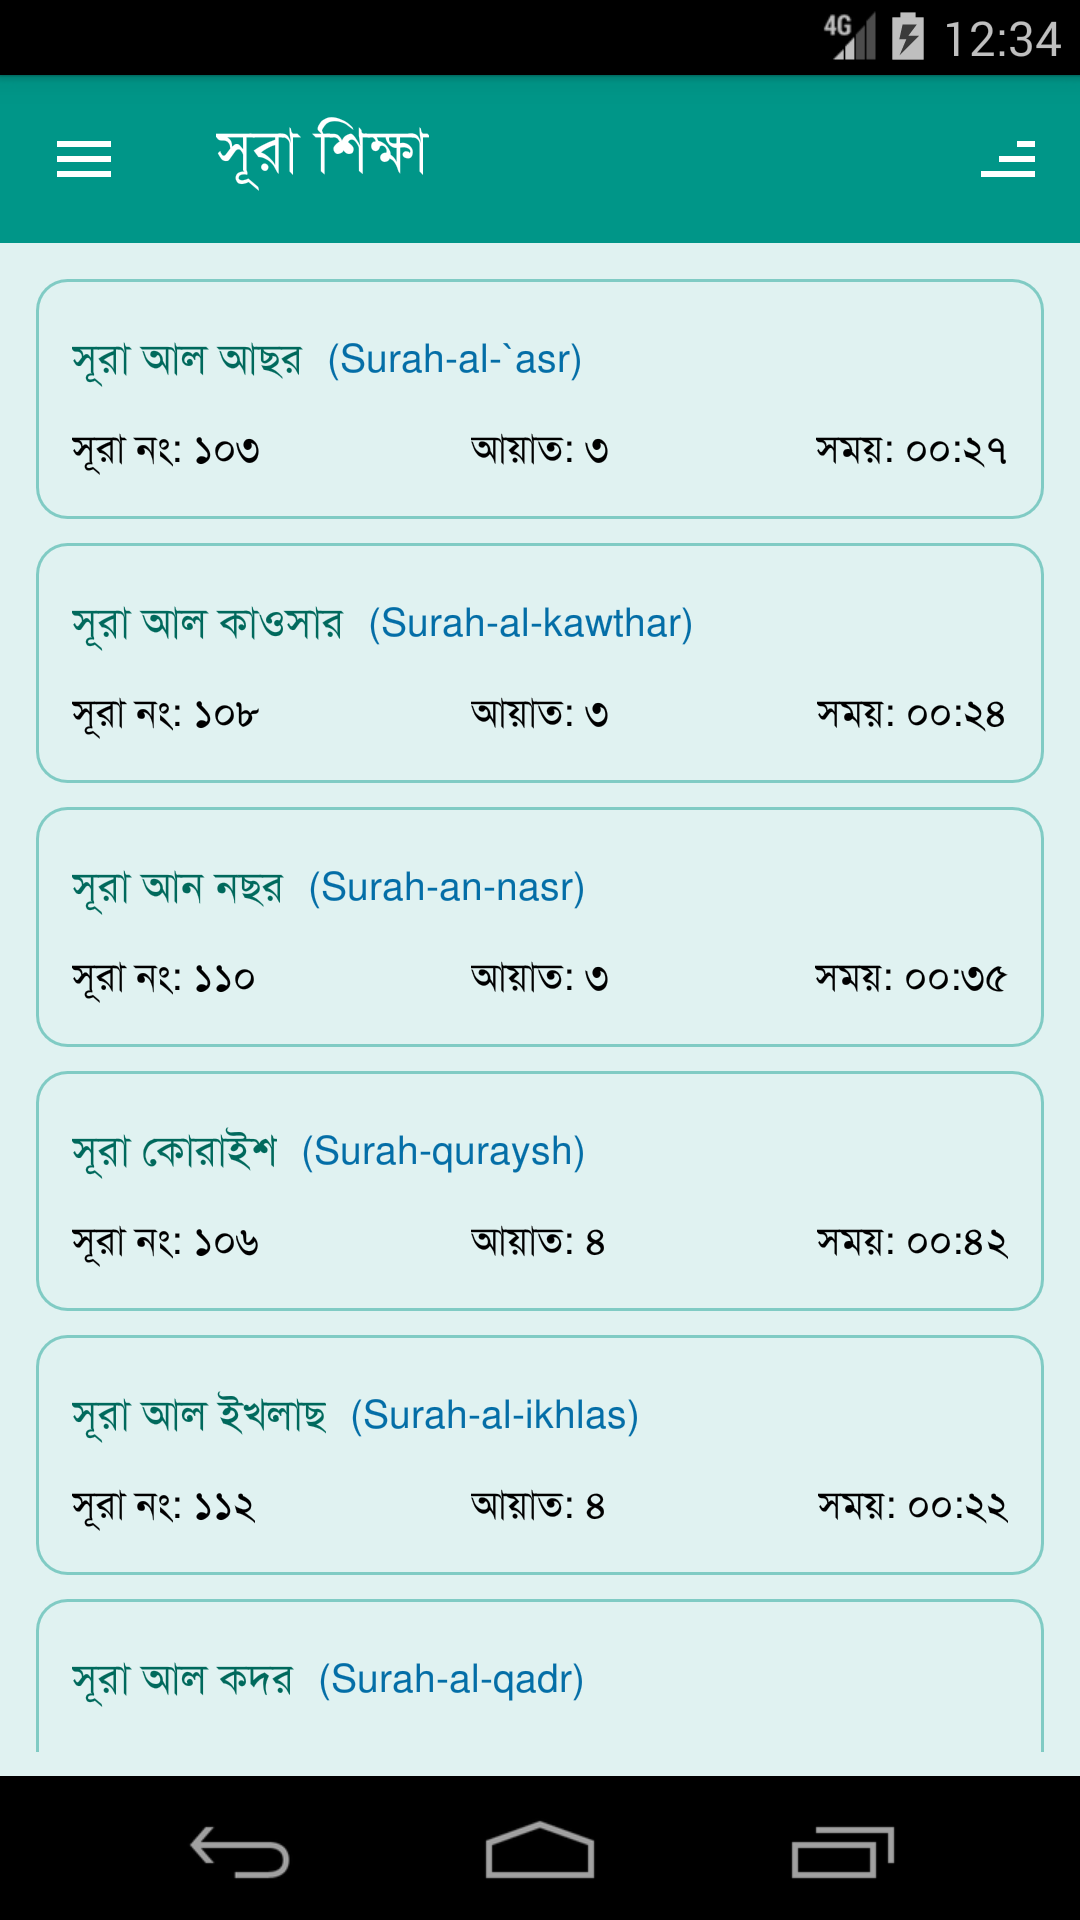 4G 12:34
সূরা শিক্ষা
সূরা আল আছর (Surah-al-`asr)
সূরা নং: ১০৩ আয়াত: ৩ সময়: ০০:২৭
সূরা আল কাওসার (Surah-al-kawthar)
সূরা নং: ১০৮ আয়াত: ৩ সময়: ০০:২৪
সূরা আন নছর (Surah-an-nasr)
সূরা নং: ১১০ আয়াত: ৩ সময়: ০০:৩৫
সূরা কোরাইশ (Surah-quraysh)
সূরা নং: ১০৬ আয়াত: ৪ সময়: ০০:৪২
সূরা আল ইখলাছ (Surah-al-ikhlas)
সূরা নং: ১১২ আয়াত: ৪ সময়: ০০:২২
সূরা আল কদর (Surah-al-qadr)